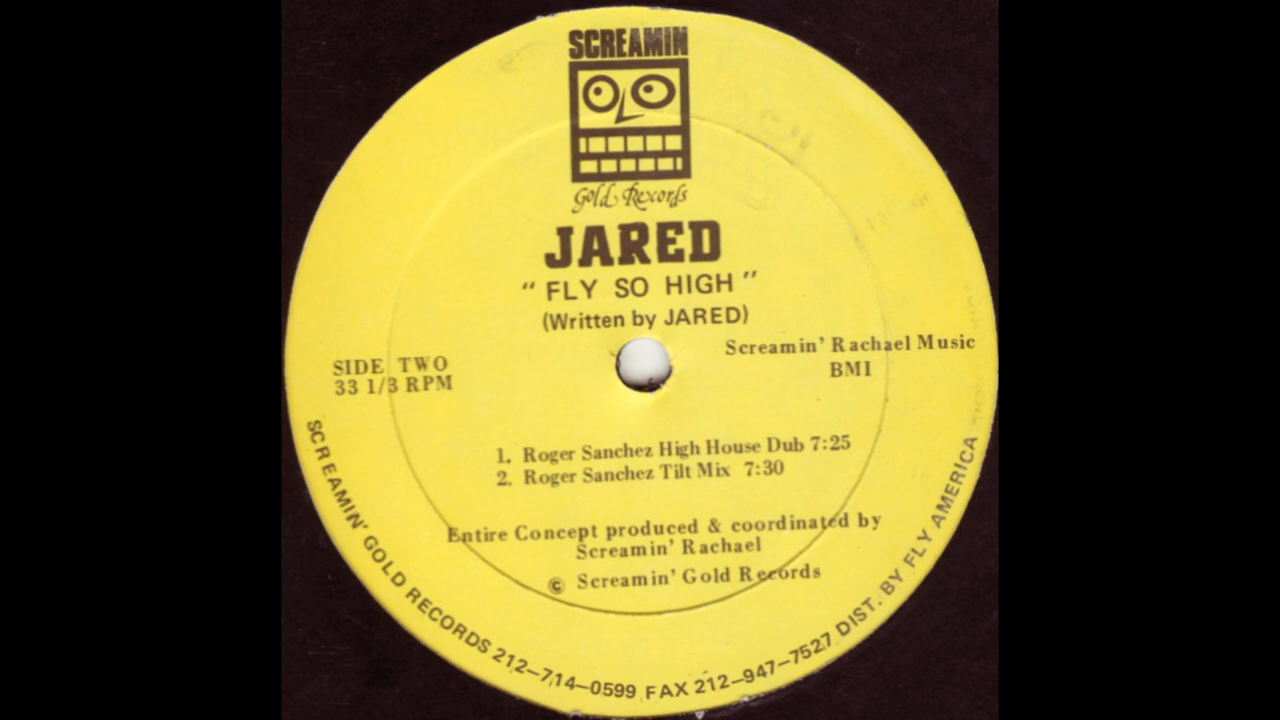 SCREAMIN
Gold Records
JARED
“ FLY SO HIGH ”
(Written by JARED)
Screamin' Rachael Music
BMI
SIDE TWO
33 1/3 RPM
1. Roger Sanchez High House Dub 7:25
2. Roger Sanchez Tilt Mix 7:30
Entire Concept produced & coordinated by
Screamin' Rachael
© Screamin' Gold Records
SCREAMIN' GOLD RECORDS 212–714–0599 FAX 212–947–7527 DIST. BY FLY AMERICA